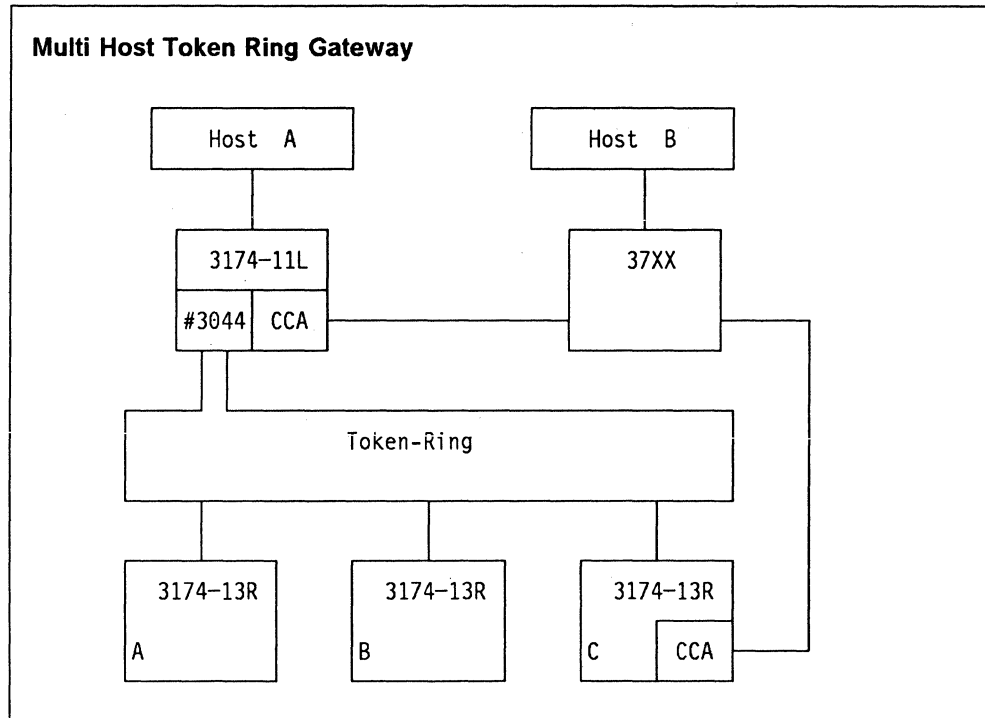 Multi Host Token Ring Gateway
Host A
Host B
3174-11L
37XX
#3044
CCA
Token-Ring
3174-13R
3174-13R
3174-13R
A
B
C
CCA